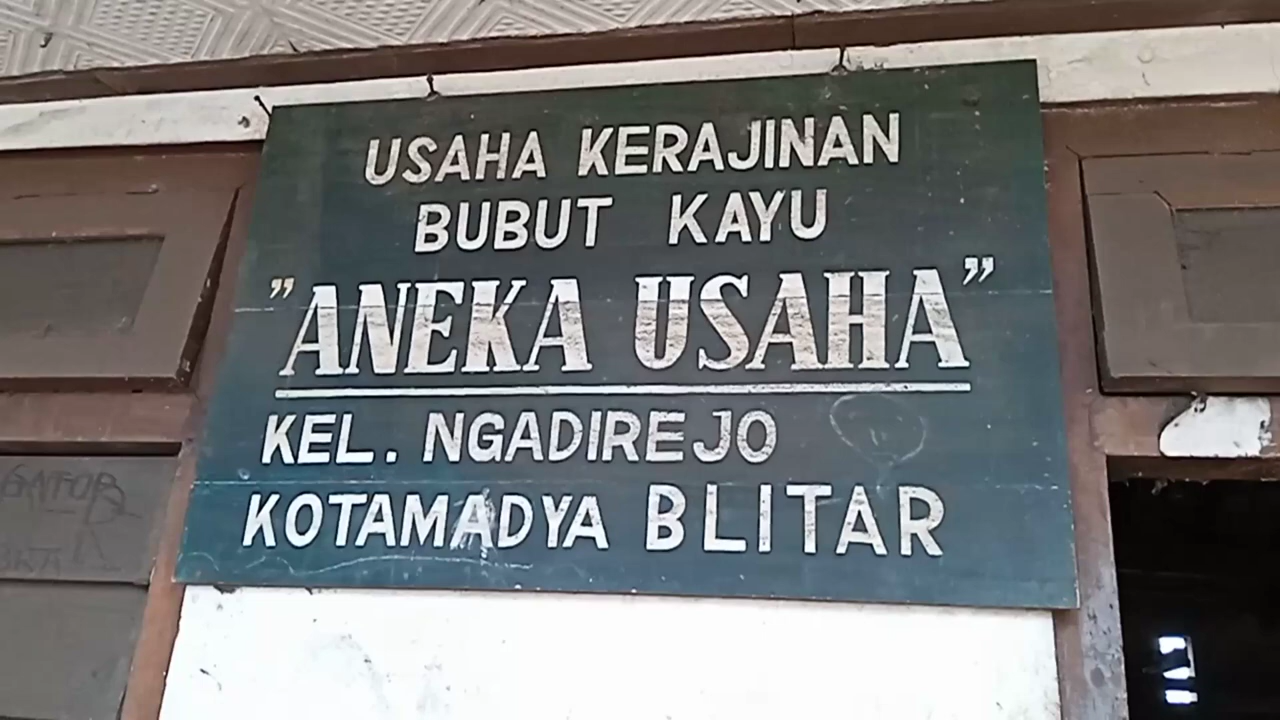 USAHA KERAJINAN
BUBUT KAYU
"ANEKA USAHA"
KEL. NGADIREJO
KOTAMADYA BLITAR